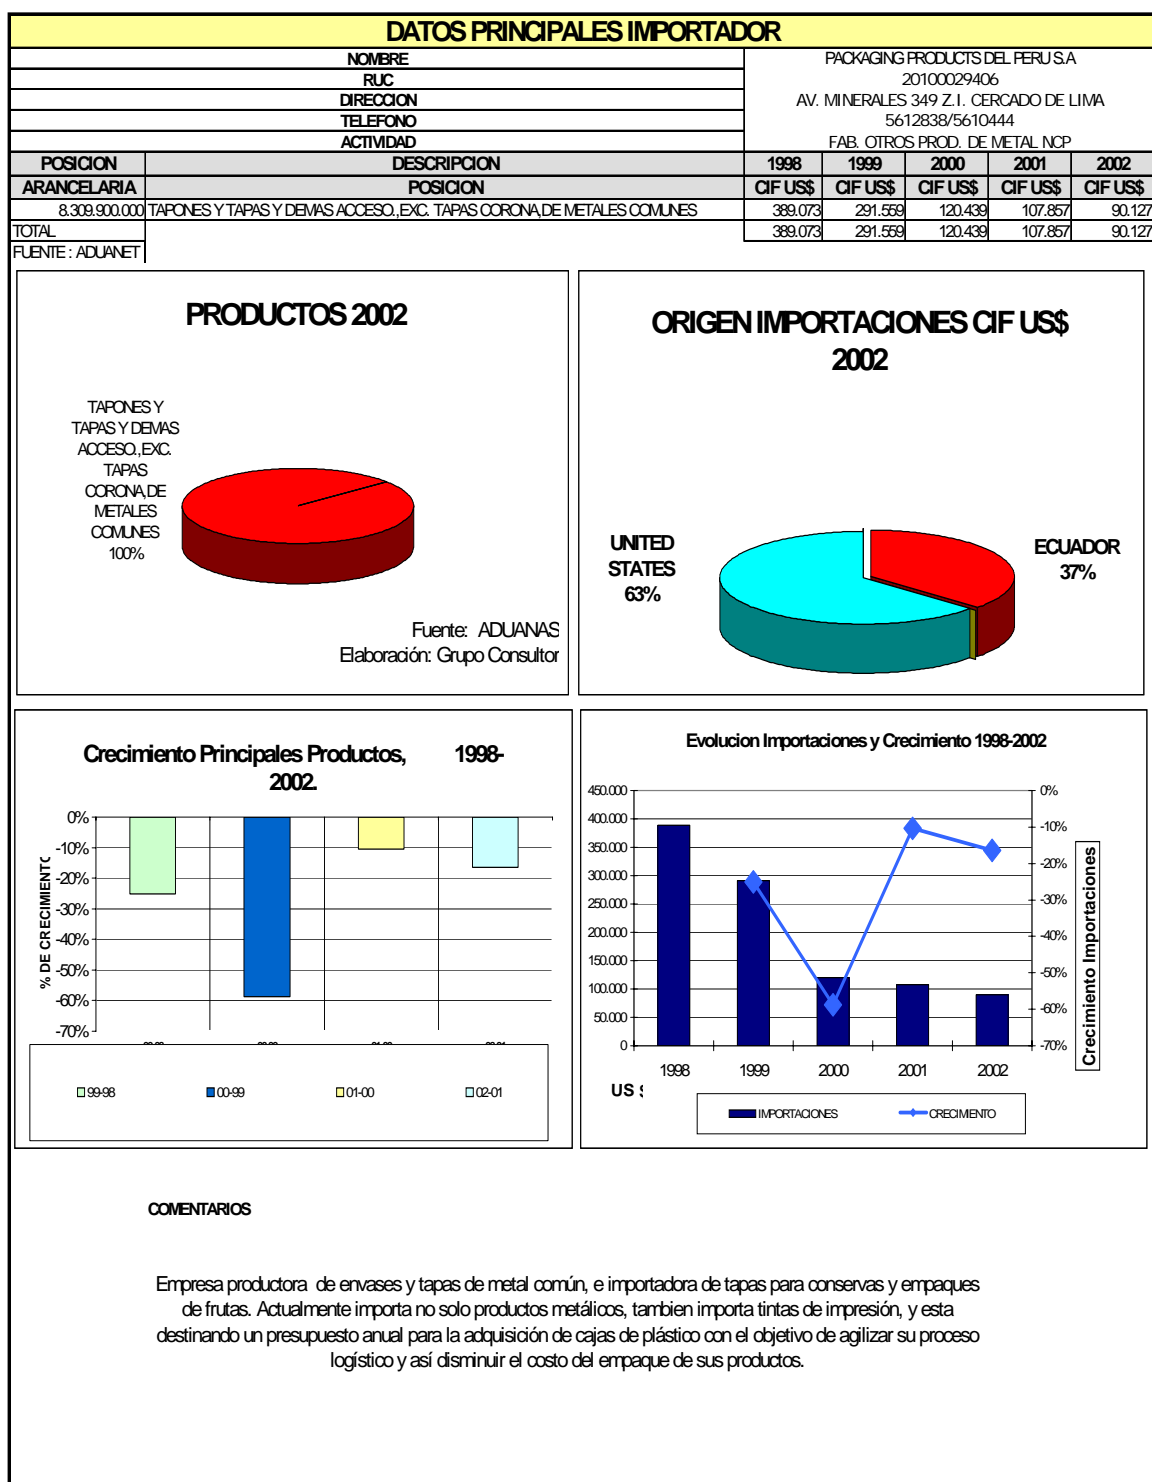 DATOS PRINCIPALES IMPORTADOR
NOMBRE PACKAGING PRODUCTS DEL PERU S.A
RUC 20100029406
DIRECCION AV. MINERALES 349 Z.I. CERCADO DE LIMA
TELEFONO 5612838/5610444
ACTIVIDAD FAB. OTROS PROD. DE METAL NCP
POSICION DESCRIPCION 1998 1999 2000 2001 2002
ARANCELARIA POSICION CIF US$ CIF US$ CIF US$ CIF US$ CIF US$
8.309.900.000 TAPONES Y TAPAS Y DEMAS ACCESO., EXC. TAPAS CORONA, DE METALES COMUNES 389.073 291.559 120.439 107.857 90.127
TOTAL 389.073 291.559 120.439 107.857 90.127
FUENTE : ADUANET
PRODUCTOS 2002
TAPONES Y
TAPAS Y DEMAS
ACCESO., EXC.
TAPAS
CORONA, DE
METALES
COMUNES
100%
Fuente: ADUANAS
Elaboración: Grupo Consultor
ORIGEN IMPORTACIONES CIF US$
2002
UNITED
STATES
63%
ECUADOR
37%
Crecimiento Principales Productos, 1998-
2002.
% DE CRECIMIENTO
0%
-10%
-20%
-30%
-40%
-50%
-60%
-70%
99-98 00-99 01-00 02-01
Evolucion Importaciones y Crecimiento 1998-2002
450.000
400.000
350.000
300.000
250.000
200.000
150.000
100.000
50.000
0
0%
-10%
-20%
-30%
-40%
-50%
-60%
-70%
Crecimiento Importaciones
1998 1999 2000 2001 2002
US
IMPORTACIONES CRECIMIENTO
COMENTARIOS
Empresa productora de envases y tapas de metal común, e importadora de tapas para conservas y empaques
de frutas. Actualmente importa no solo productos metálicos, tambien importa tintas de impresión, y esta
destinando un presupuesto anual para la adquisición de cajas de plástico con el objetivo de agilizar su proceso
logístico y así disminuir el costo del empaque de sus productos.